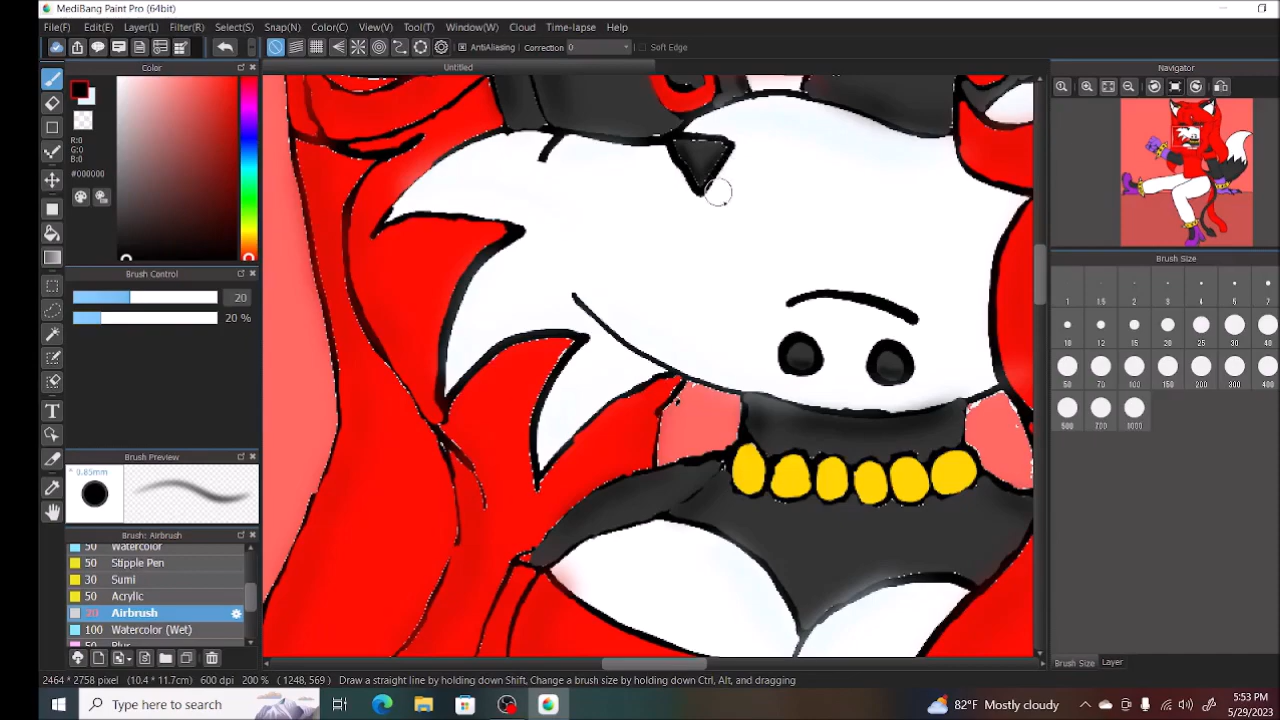 MediBang Paint Pro (64bit)
File(F) Edit(E) Layer(L) Filter(R) Select(S) Snap(N) Color(C) View(V) Tool(T) Window(W) Cloud Time-lapse Help
AntiAliasing Correction 0 Soft Edge
Color Untitled Navigator
R:0
G:0
B:0
#000000
Brush Control
20
20 %
Brush Size
1 1.5 2 3 5 7
10 12 15 20 25 30 40
50 70 100 150 200 300 400
500 700 1000
Brush Preview
0.85mm
Brush: Airbrush
50 Watercolor
50 Stipple Pen
30 Sumi
50 Acrylic
20 Airbrush
100 Watercolor (Wet)
Blur
Brush Size Layer
2464 * 2758 pixel (10.4 * 11.7cm) 600 dpi 200 % (1248, 569) Draw a straight line by holding down Shift, Change a brush size by holding down Ctrl, Alt, and dragging
Type here to search
82°F Mostly cloudy
5:53 PM
5/29/2023